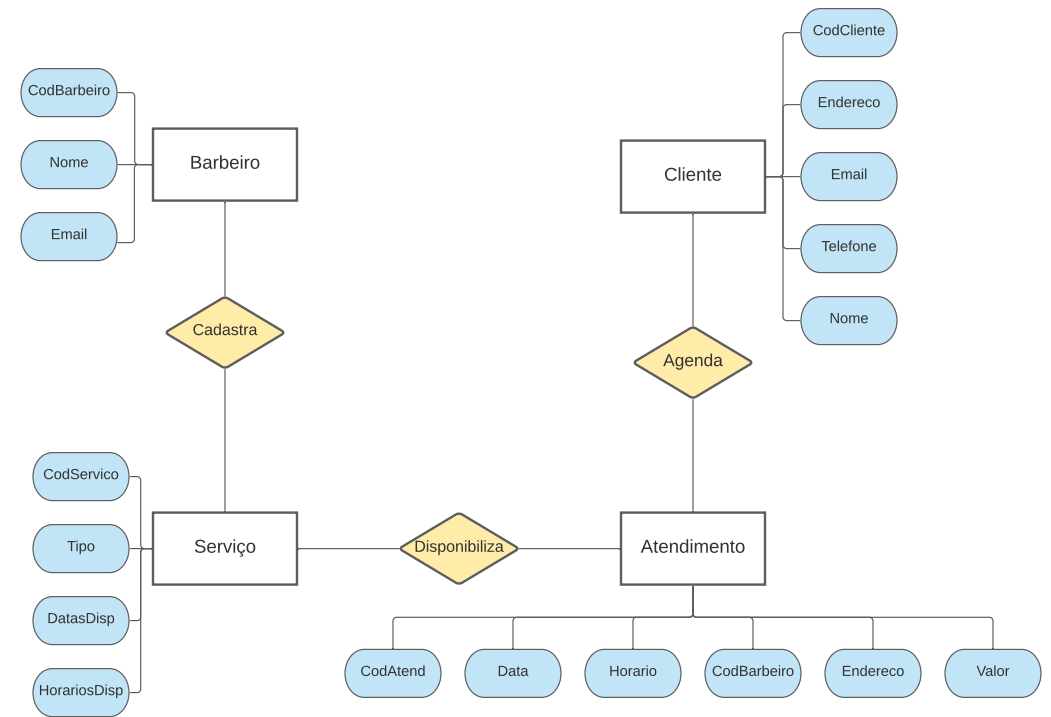 CodCliente
CodBarbeiro
Endereco
Nome
Barbeiro
Cliente
Email
Email
Telefone
Nome
Cadastra
Agenda
CodServico
Tipo
Serviço
Disponibiliza
Atendimento
DatasDisp
HorariosDisp
CodAtend
Data
Horario
CodBarbeiro
Endereco
Valor